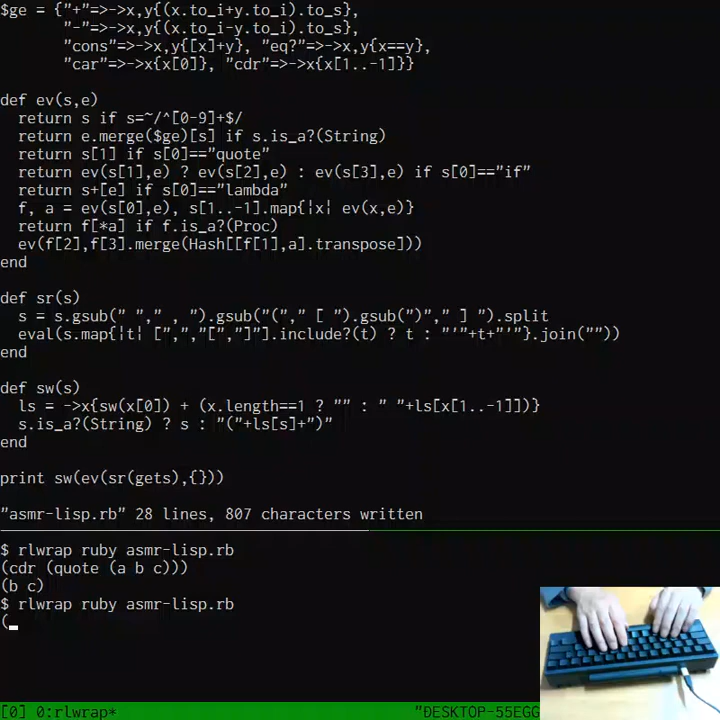 $ge = {"+"=>->x,y{(x.to_i+y.to_i).to_s},
"-"=>->x,y{(x.to_i-y.to_i).to_s},
"cons"=>->x,y{[x]+y}, "eq?"=>->x,y{x==y},
"car"=>->x{x[0]}, "cdr"=>->x{x[1..-1]}}
def ev(s,e)
return s if s=~/^[0-9]+$/
return e.merge($ge)[s] if s.is_a?(String)
return s[1] if s[0]=="quote"
return ev(s[1],e) ? ev(s[2],e) : ev(s[3],e) if s[0]=="if"
return s+[e] if s[0]=="lambda"
f, a = ev(s[0],e), s[1..-1].map{|x| ev(x,e)}
return f[*a] if f.is_a?(Proc)
ev(f[2],f[3].merge(Hash[[f[1],a].transpose]))
end
def sr(s)
s = s.gsub(" "," , ").gsub("("," [ ").gsub(")"," ] ").split
eval(s.map{|t| [",","[","]"].include?(t) ? t : "'"+t+"'"}.join(""))
end
def sw(s)
ls = ->x{sw(x[0]) + (x.length==1 ? "" : " "+ls[x[1..-1]])}
s.is_a?(String) ? s : "("+ls[s]+")"
end
print sw(ev(sr(gets),{}))
"asmr-lisp.rb" 28 lines, 807 characters written
$ rlwrap ruby asmr-lisp.rb
(cdr (quote (a b c)))
(b c)
$ rlwrap ruby asmr-lisp.rb
(
[0] 0:rlwrap* "DESKTOP-55EGG